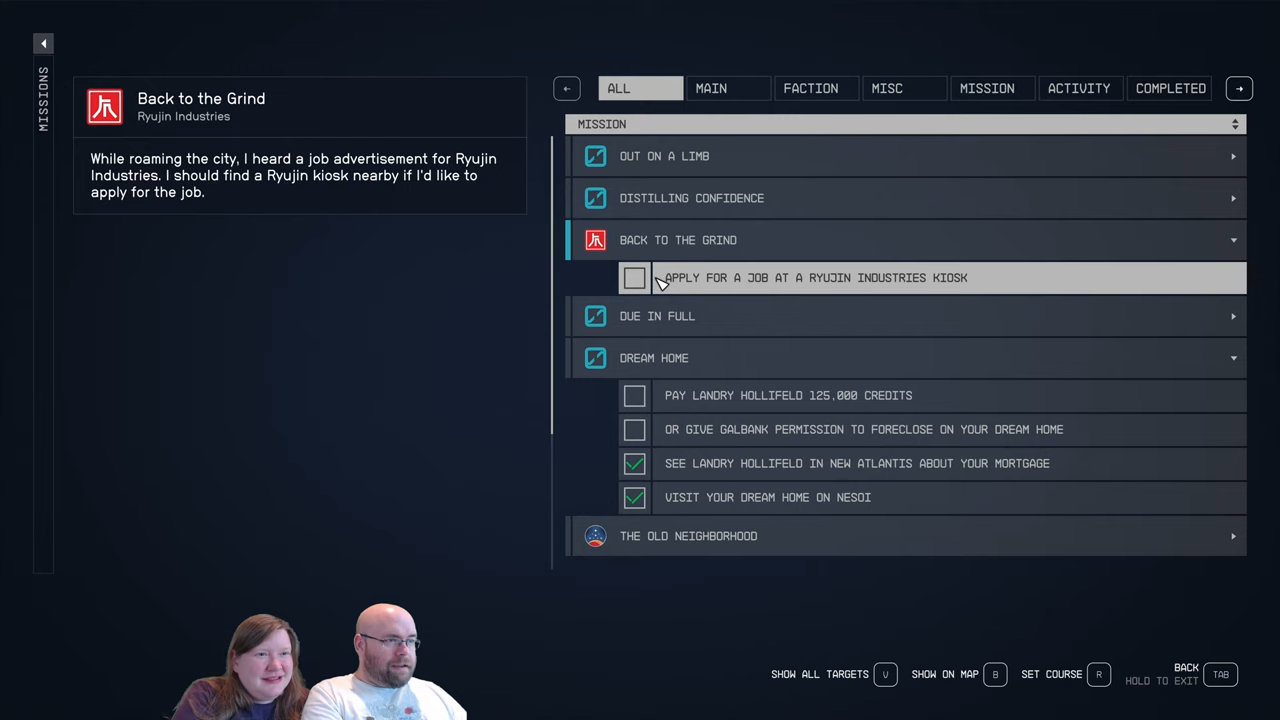 MISSIONS
Back to the Grind
Ryujin Industries
While roaming the city, I heard a job advertisement for Ryujin
Industries. I should find a Ryujin kiosk nearby if I'd like to
apply for the job.
ALL
MAIN
FACTION
MISC
MISSION
ACTIVITY
COMPLETED
MISSION
OUT ON A LIMB
DISTILLING CONFIDENCE
BACK TO THE GRIND
APPLY FOR A JOB AT A RYUJIN INDUSTRIES KIOSK
DUE IN FULL
DREAM HOME
PAY LANDRY HOLLIFELD 125,000 CREDITS
OR GIVE GALBANK PERMISSION TO FORECLOSE ON YOUR DREAM HOME
SEE LANDRY HOLLIFELD IN NEW ATLANTIS ABOUT YOUR MORTGAGE
VISIT YOUR DREAM HOME ON NESOI
THE OLD NEIGHBORHOOD
SHOW ALL TARGETS V
SHOW ON MAP B
SET COURSE R
BACK
HOLD TO EXIT
TAB